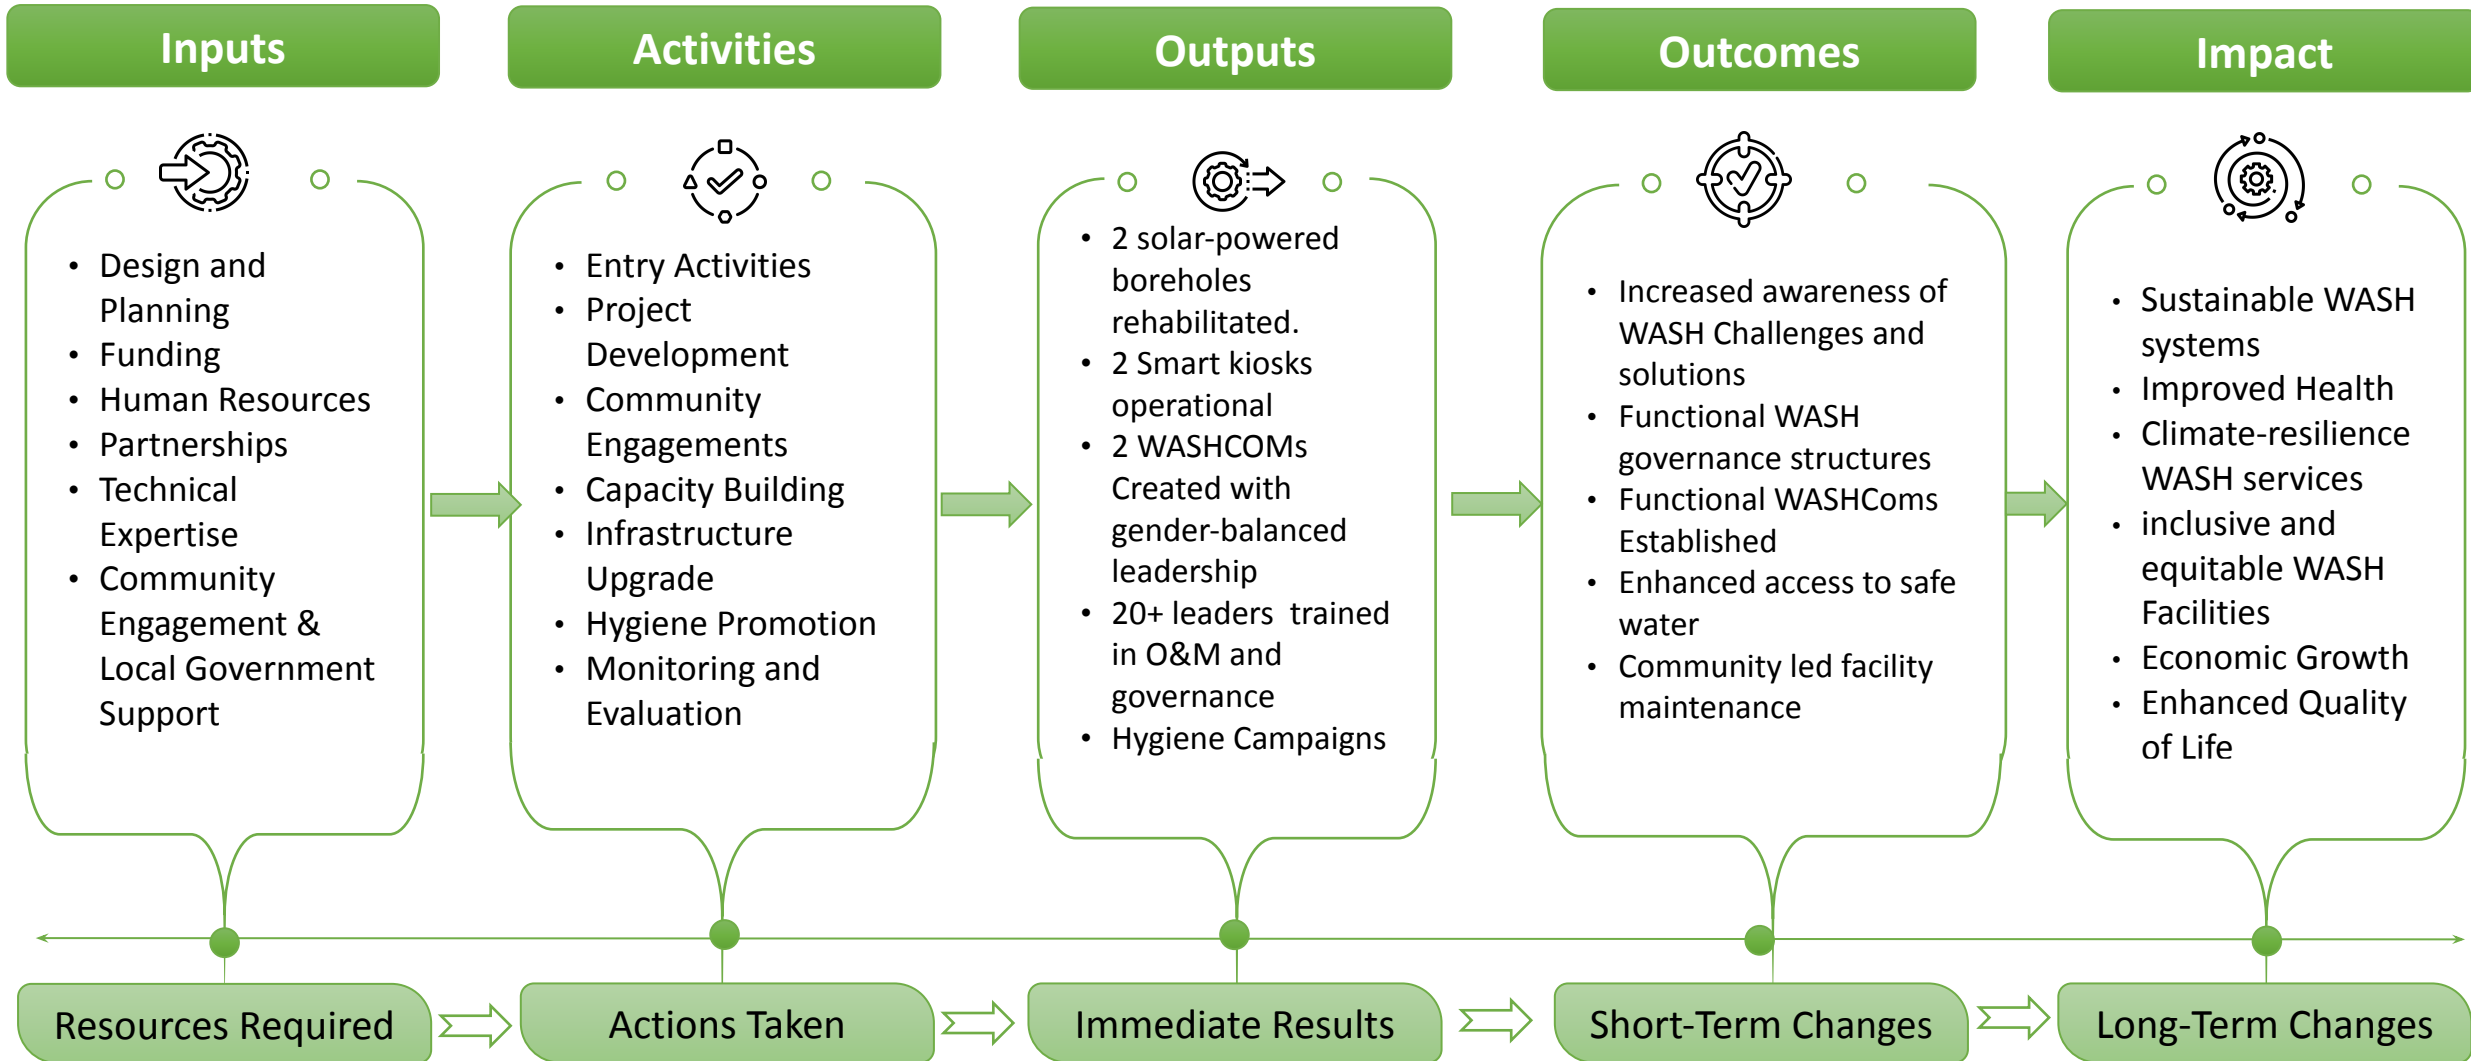 Inputs
Activities
Outputs
Outcomes
Impact
• Design and
Planning
• Funding
• Human Resources
• Partnerships
• Technical
Expertise
• Community
Engagement &
Local Government
Support
• Entry Activities
• Project
Development
• Community
Engagements
• Capacity Building
• Infrastructure
Upgrade
• Hygiene Promotion
• Monitoring and
Evaluation
• 2 solar-powered
boreholes
rehabilitated.
• 2 Smart kiosks
operational
• 2 WASHCOMs
Created with
gender-balanced
leadership
• 20+ leaders  trained
in O&M and
governance
• Hygiene Campaigns
• Increased awareness of
WASH Challenges and
solutions
• Functional WASH
governance structures
• Functional WASHComs
Established
• Enhanced access to safe
water
• Community led facility
maintenance
• Sustainable WASH
systems
• Improved Health
• Climate-resilience
WASH services
• inclusive and
equitable WASH
Facilities
• Economic Growth
• Enhanced Quality
of Life
Resources Required
Actions Taken
Immediate Results
Short-Term Changes
Long-Term Changes